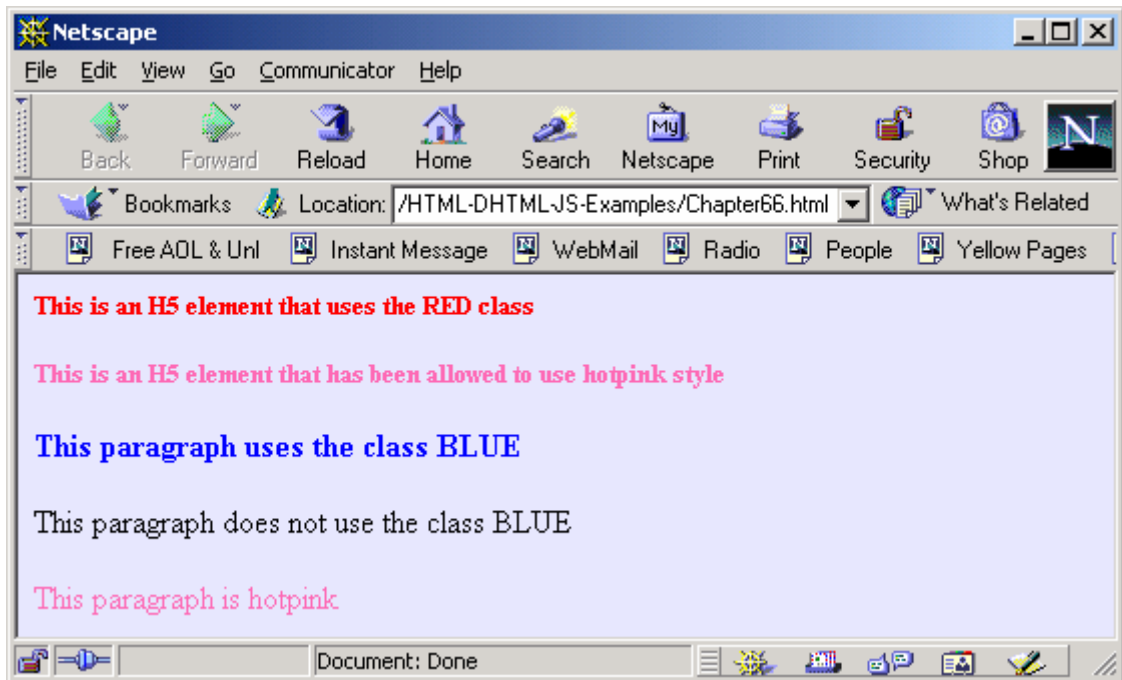 Netscape
File Edit View Go Communicator Help
My N
Back Forward Reload Home Search Netscape Print Security Shop
Bookmarks Location: /HTML-DHTML-JS-Examples/Chapter66.html What's Related
Free AOL & Unl Instant Message WebMail Radio People Yellow Pages
This is an H5 element that uses the RED class
This is an H5 element that has been allowed to use hotpink style
This paragraph uses the class BLUE
This paragraph does not use the class BLUE
This paragraph is hotpink
Document: Done